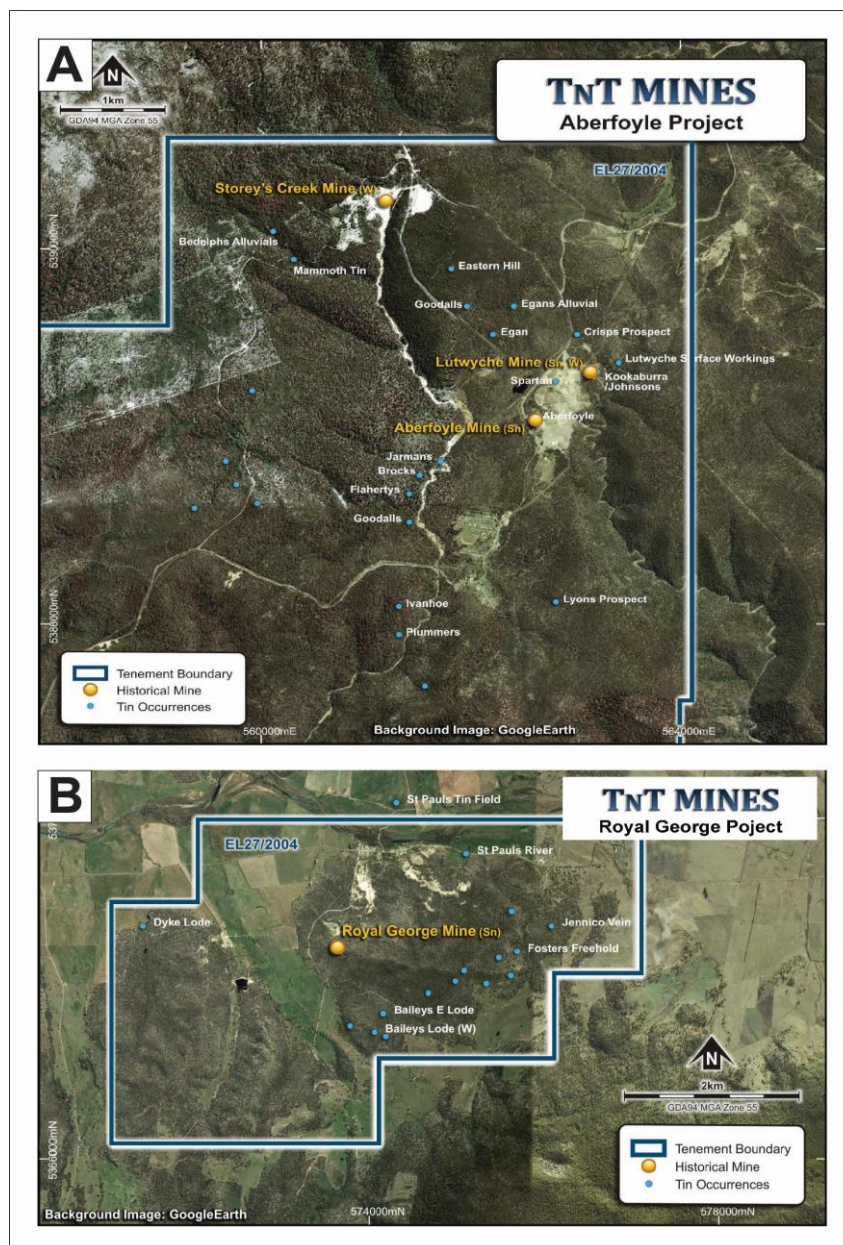 A
N
1km
GDA94 MGA Zone 55
TNT MINES
Aberfoyle Project
EL27/2004
Storey's Creek Mine (W)
Bedelphs Alluvials
Mammoth Tin
Eastern Hill
Goodalls
Egans Alluvial
Egan
Crisps Prospect
Lutwyche Mine (Sn, W)
Lutwyche Surface Workings
Kookaburra
/Johnsons
Spartan
Aberfoyle
Aberfoyle Mine (Sn)
Jarmans
Brocks
Flahertys
Goodalls
Ivanhoe
Plummers
Lyons Prospect
5390000mN
5388000mN
Tenement Boundary
Historical Mine
Tin Occurrences
560000mE
564000mE
Background Image: GoogleEarth
B
TNT MINES
Royal George Poject
St Pauls Tin Field
EL27/2004
St Pauls River
Dyke Lode
Royal George Mine (Sn)
Jennico Vein
Fosters Freehold
Baileys E Lode
Baileys Lode (W)
N
2km
GDA94 MGA Zone 55
5366000mN
Tenement Boundary
Historical Mine
Tin Occurrences
Background Image: GoogleEarth
574000mN
578000mN